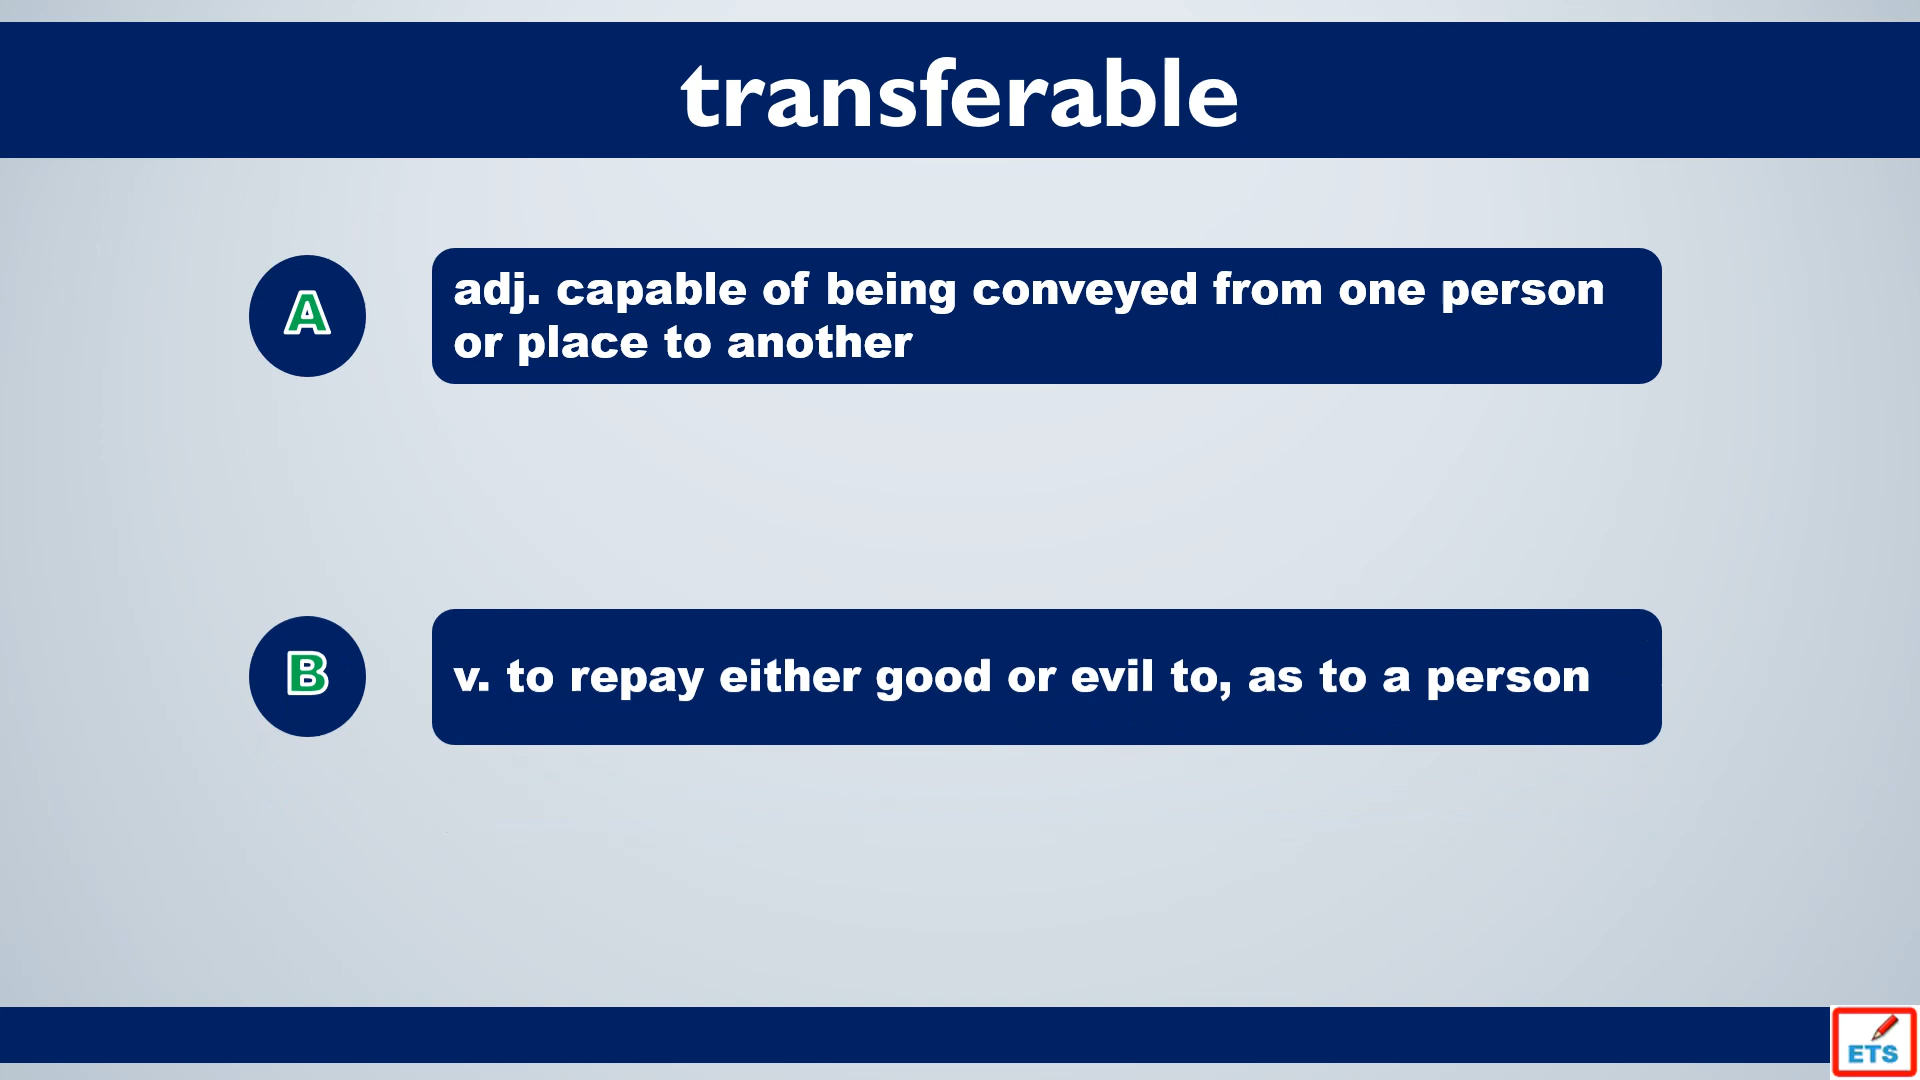 transferable
A
adj. capable of being conveyed from one person
or place to another
B
v. to repay either good or evil to, as to a person
ETS